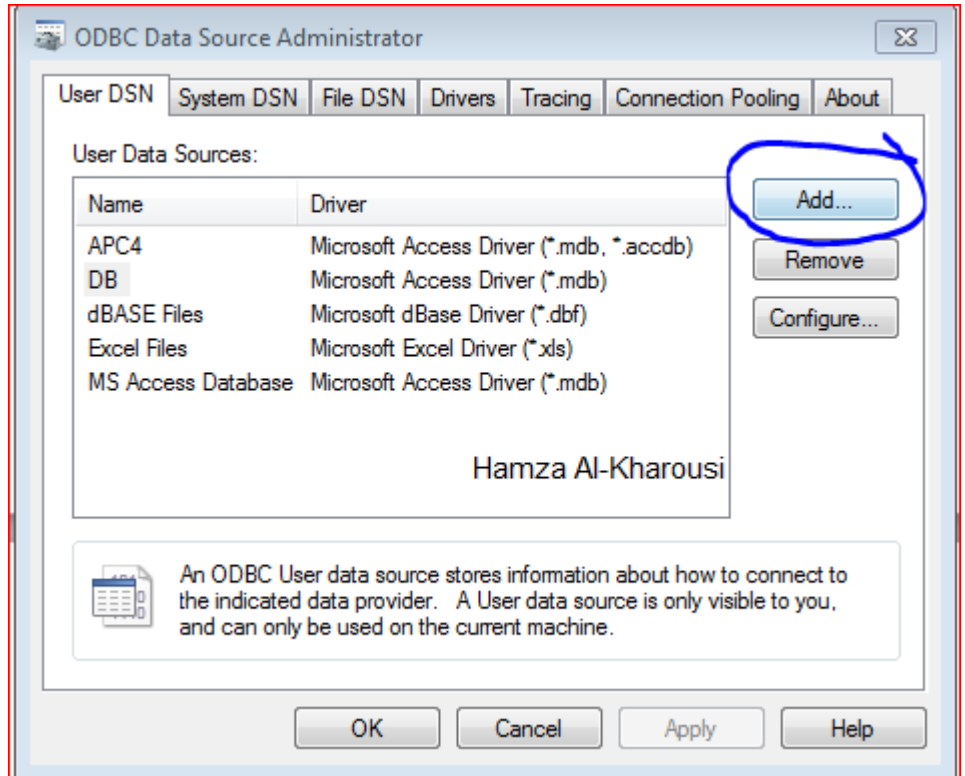 ODBC Data Source Administrator
User DSN System DSN File DSN Drivers Tracing Connection Pooling About
User Data Sources:
Name Driver
APC4 Microsoft Access Driver (*.mdb, *.accdb)
DB Microsoft Access Driver (*.mdb)
dBASE Files Microsoft dBase Driver (*.dbf)
Excel Files Microsoft Excel Driver (*.xls)
MS Access Database Microsoft Access Driver (*.mdb)
Add...
Remove
Configure...
Hamza Al-Kharousi
An ODBC User data source stores information about how to connect to
the indicated data provider. A User data source is only visible to you,
and can only be used on the current machine.
OK Cancel Apply Help